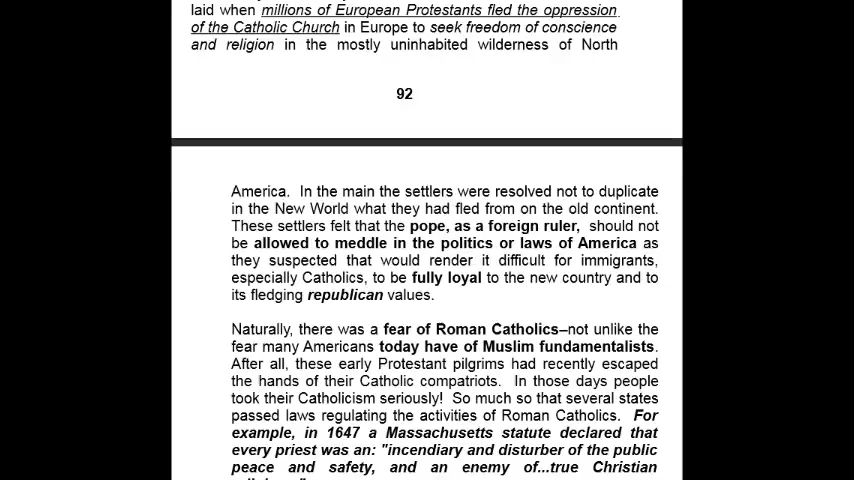 laid when millions of European Protestants fled the oppression
of the Catholic Church in Europe to seek freedom of conscience
and religion in the mostly uninhabited wilderness of North
92
America. In the main the settlers were resolved not to duplicate
in the New World what they had fled from on the old continent.
These settlers felt that the pope, as a foreign ruler, should not
be allowed to meddle in the politics or laws of America as
they suspected that would render it difficult for immigrants,
especially Catholics, to be fully loyal to the new country and to
its fledging republican values.
Naturally, there was a fear of Roman Catholics–not unlike the
fear many Americans today have of Muslim fundamentalists.
After all, these early Protestant pilgrims had recently escaped
the hands of their Catholic compatriots. In those days people
took their Catholicism seriously! So much so that several states
passed laws regulating the activities of Roman Catholics. For
example, in 1647 a Massachusetts statute declared that
every priest was an: "incendiary and disturber of the public
peace and safety, and an enemy of...true Christian